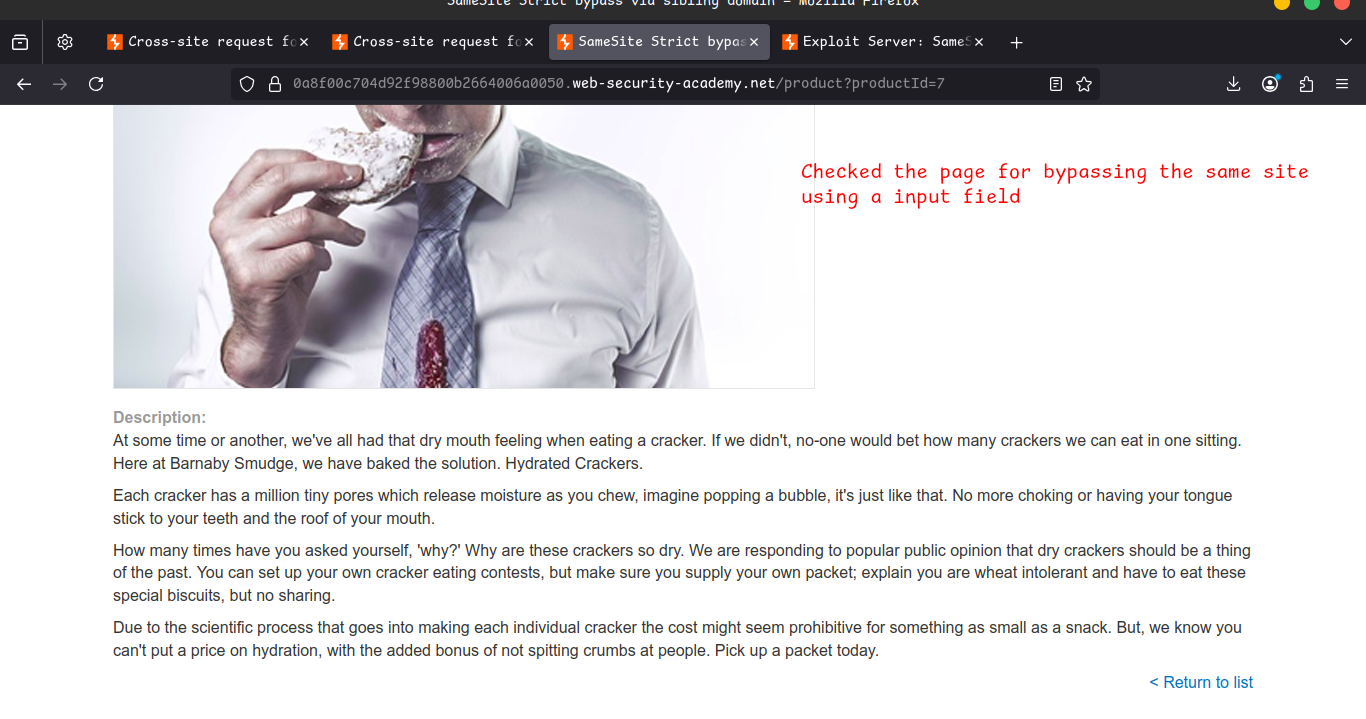 SameSite Strict bypass via sibling domain — Mozilla Firefox
Cross-site request fo
Cross-site request fo
SameSite Strict bypas
Exploit Server: SameS
0a8f00c704d92f98800b2664006a0050.web-security-academy.net/product?productId=7
Checked the page for bypassing the same site
using a input field
Description:
At some time or another, we've all had that dry mouth feeling when eating a cracker. If we didn't, no-one would bet how many crackers we can eat in one sitting.
Here at Barnaby Smudge, we have baked the solution. Hydrated Crackers.
Each cracker has a million tiny pores which release moisture as you chew, imagine popping a bubble, it's just like that. No more choking or having your tongue
stick to your teeth and the roof of your mouth.
How many times have you asked yourself, 'why?' Why are these crackers so dry. We are responding to popular public opinion that dry crackers should be a thing
of the past. You can set up your own cracker eating contests, but make sure you supply your own packet; explain you are wheat intolerant and have to eat these
special biscuits, but no sharing.
Due to the scientific process that goes into making each individual cracker the cost might seem prohibitive for something as small as a snack. But, we know you
can't put a price on hydration, with the added bonus of not spitting crumbs at people. Pick up a packet today.
< Return to list